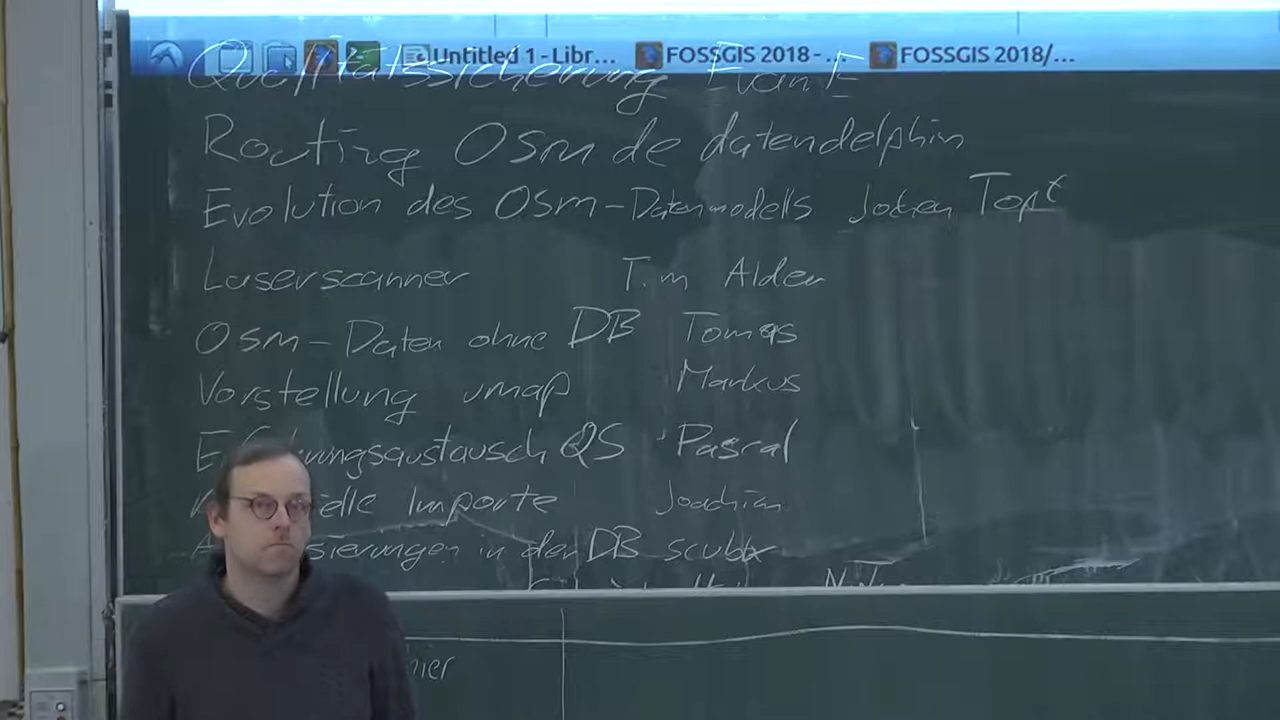 Untitled 1 - Libr... FOSSGIS 2018 - ... FOSSGIS 2018/...
Qualitätssicherung
Routing OSM de datendelphin
Evolution des OSM-Datenmodells Jochen Topf
Laserscanner Tim Alder
OSM-Daten ohne DB Tomas
Vorstellung umap Markus
ungsaustausch QS Pascal
elle Importe Joachim
sierungen in der DB scubbx
hier